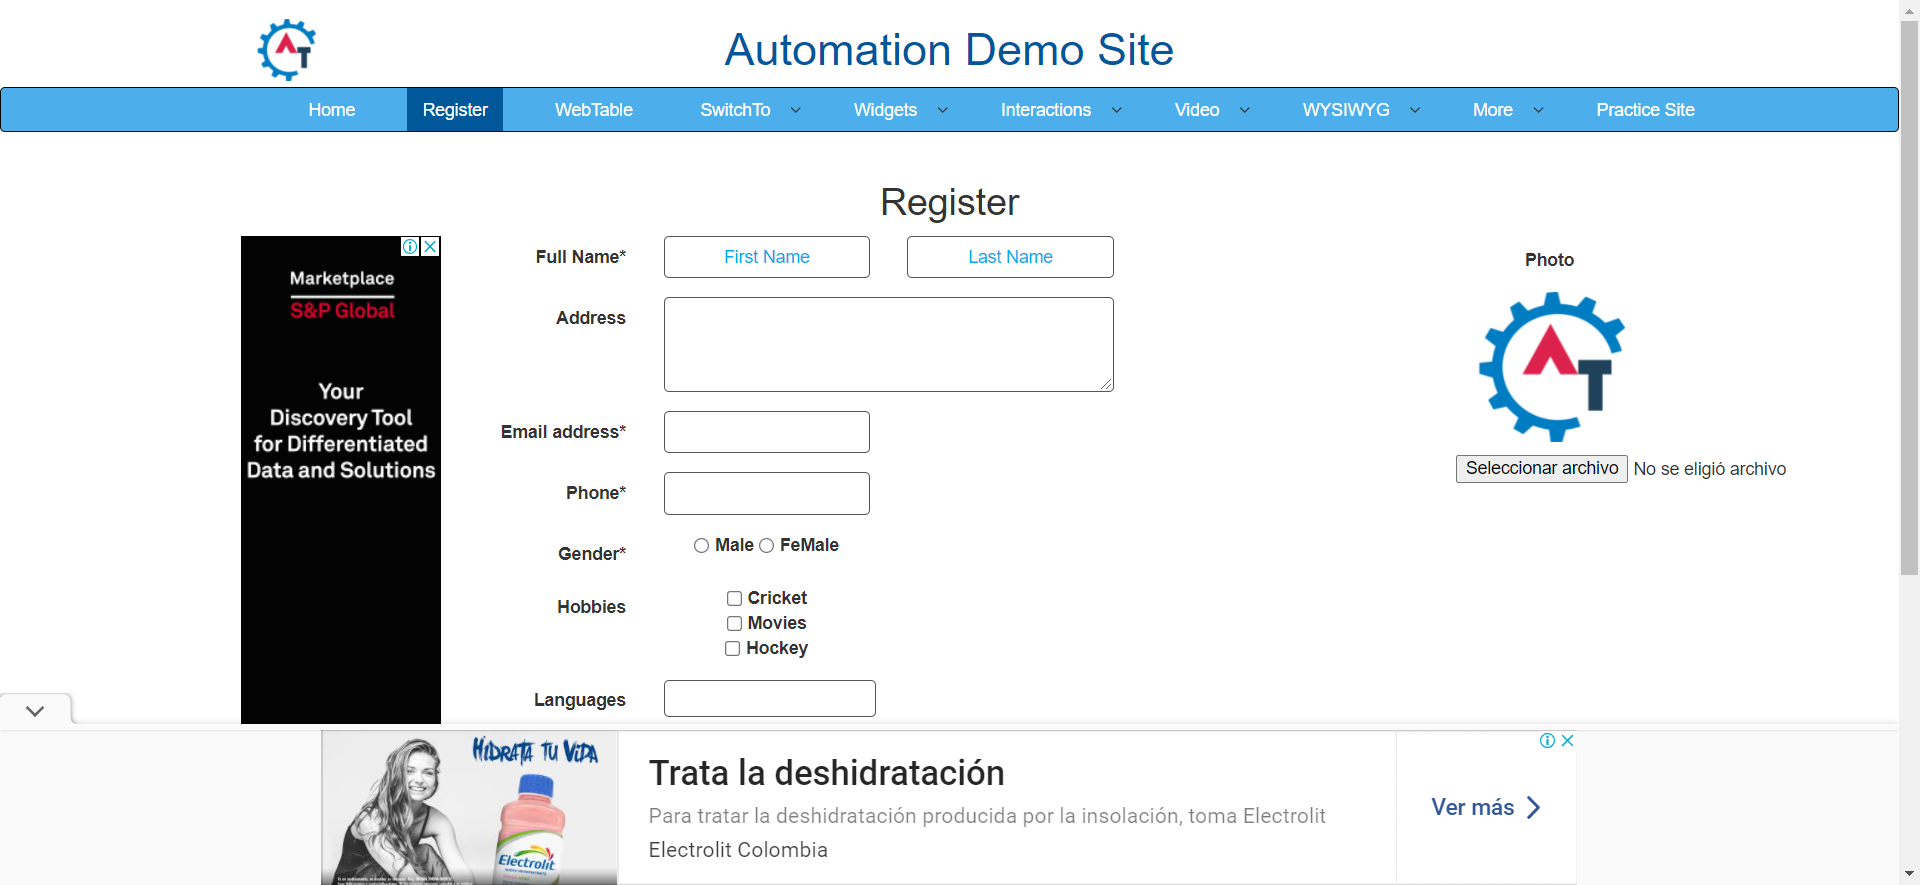 AT
Automation Demo Site
Home Register WebTable SwitchTo Widgets Interactions Video WYSIWYG More Practice Site
Register
Marketplace
S&P Global
Your
Discovery Tool
for Differentiated
Data and Solutions
Full Name* First Name Last Name
Address
Email address*
Phone*
Gender* Male FeMale
Hobbies Cricket
Movies
Hockey
Languages
Photo
AT
Seleccionar archivo No se eligió archivo
HIDRATA TU VIDA
Electrolit
Trata la deshidratación
Para tratar la deshidratación producida por la insolación, toma Electrolit
Electrolit Colombia
Ver más